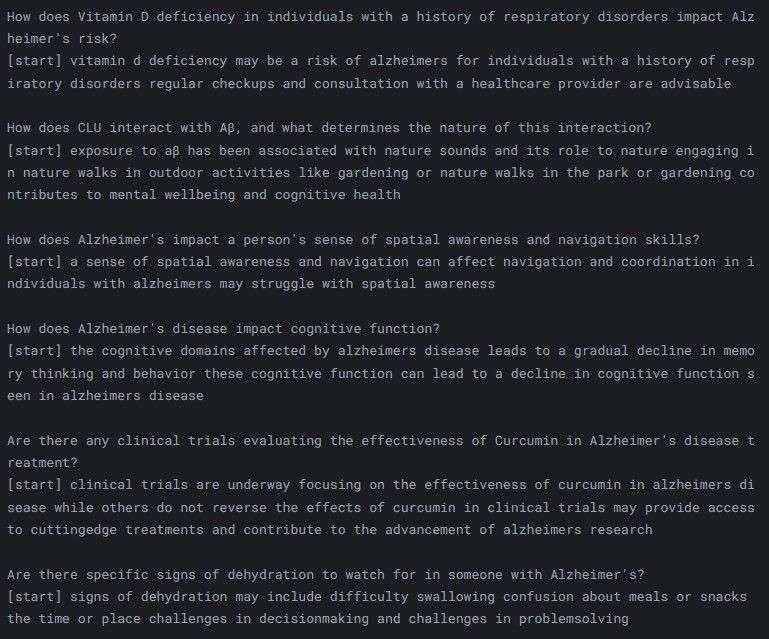 How does Vitamin D deficiency in individuals with a history of respiratory disorders impact Alz
heimer's risk?
[start] vitamin d deficiency may be a risk of alzheimers for individuals with a history of resp
iratory disorders regular checkups and consultation with a healthcare provider are advisable

How does CLU interact with Aβ, and what determines the nature of this interaction?
[start] exposure to aβ has been associated with nature sounds and its role to nature engaging i
n nature walks in outdoor activities like gardening or nature walks in the park or gardening co
ntributes to mental wellbeing and cognitive health

How does Alzheimer's impact a person's sense of spatial awareness and navigation skills?
[start] a sense of spatial awareness and navigation can affect navigation and coordination in i
ndividuals with alzheimers may struggle with spatial awareness

How does Alzheimer's disease impact cognitive function?
[start] the cognitive domains affected by alzheimers disease leads to a gradual decline in memo
ry thinking and behavior these cognitive function can lead to a decline in cognitive function s
een in alzheimers disease

Are there any clinical trials evaluating the effectiveness of Curcumin in Alzheimer's disease t
reatment?
[start] clinical trials are underway focusing on the effectiveness of curcumin in alzheimers di
sease while others do not reverse the effects of curcumin in clinical trials may provide access
to cuttingedge treatments and contribute to the advancement of alzheimers research

Are there specific signs of dehydration to watch for in someone with Alzheimer's?
[start] signs of dehydration may include difficulty swallowing confusion about meals or snacks
the time or place challenges in decisionmaking and challenges in problemsolving